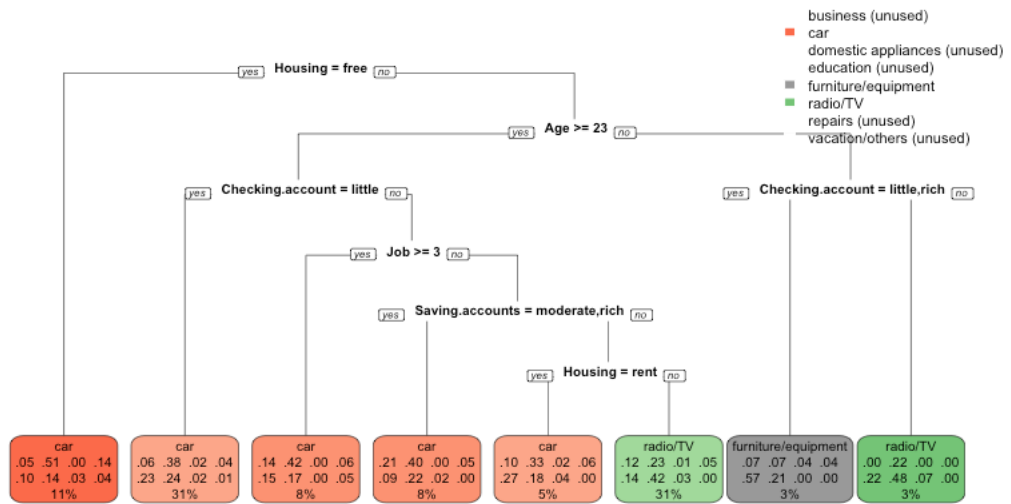 business (unused)
car
domestic appliances (unused)
education (unused)
furniture/equipment
radio/TV
repairs (unused)
vacation/others (unused)
yes Housing = free no
yes Age >= 23 no
yes Checking.account = little no
yes Checking.account = little,rich no
yes Job >= 3 no
yes Saving.accounts = moderate,rich no
yes Housing = rent no
car
.05 .51 .00 .14
.10 .14 .03 .04
11%
car
.06 .38 .02 .04
.23 .24 .02 .01
31%
car
.14 .42 .00 .06
.15 .17 .00 .05
8%
car
.21 .40 .00 .05
.09 .22 .02 .00
8%
car
.10 .33 .02 .06
.27 .18 .04 .00
5%
radio/TV
.12 .23 .01 .05
.14 .42 .03 .00
31%
furniture/equipment
.07 .07 .04 .04
.57 .21 .00 .00
3%
radio/TV
.00 .22 .00 .00
.22 .48 .07 .00
3%